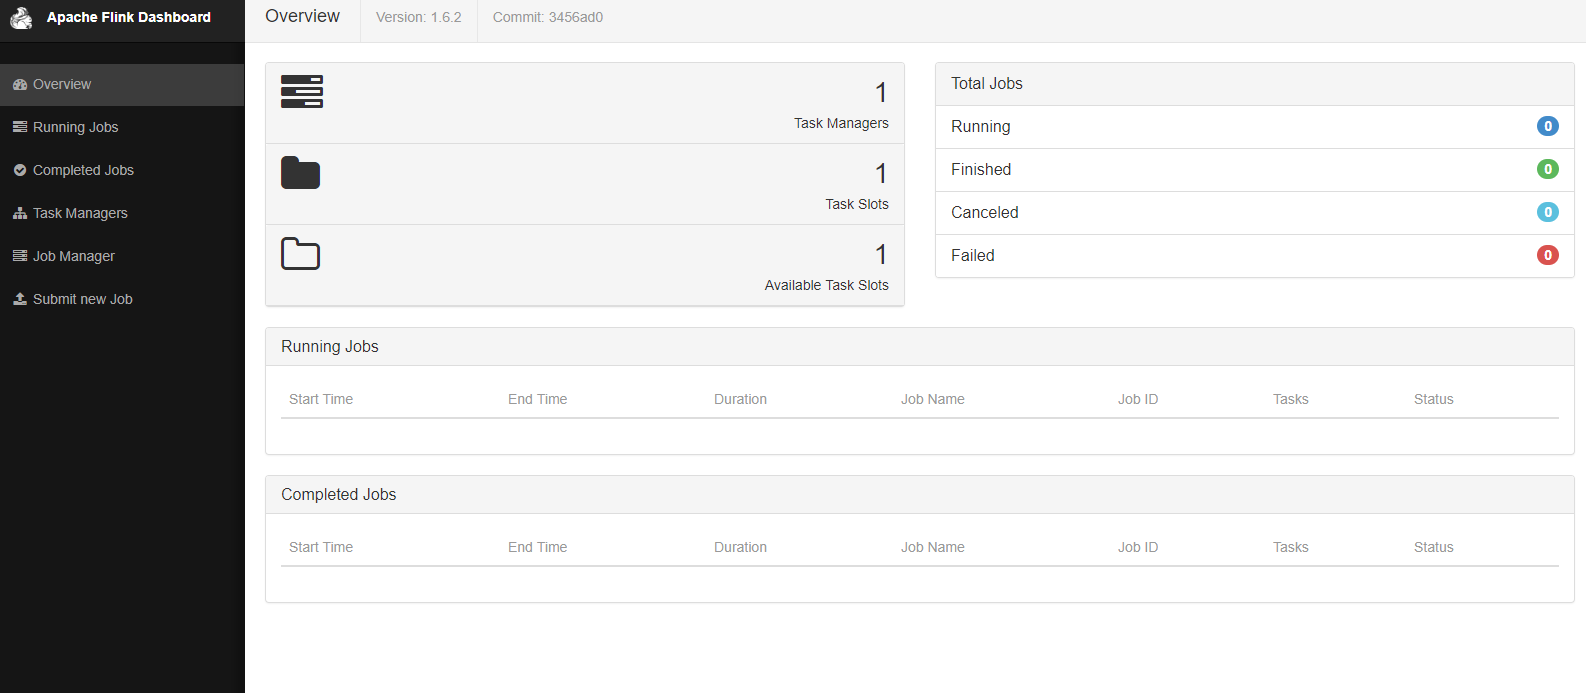 Apache Flink Dashboard
Overview
Version: 1.6.2
Commit: 3456ad0
Overview
Running Jobs
Completed Jobs
Task Managers
Job Manager
Submit new Job
1
Task Managers
1
Task Slots
1
Available Task Slots
Total Jobs
Running 0
Finished 0
Canceled 0
Failed 0
Running Jobs
Start Time End Time Duration Job Name Job ID Tasks Status
Completed Jobs
Start Time End Time Duration Job Name Job ID Tasks Status